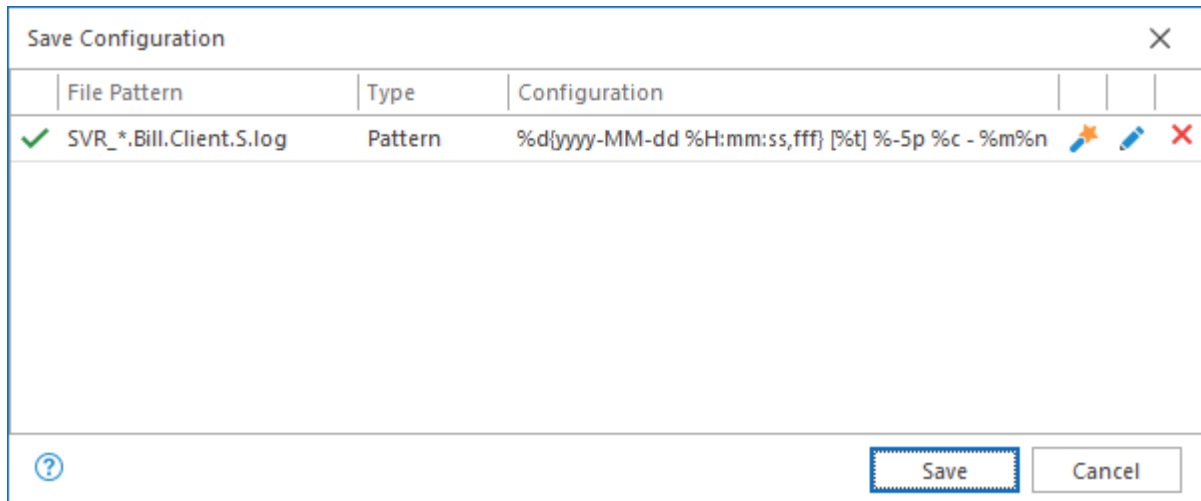 Save Configuration
File Pattern Type Configuration
SVR_*.Bill.Client.S.log Pattern %d{yyyy-MM-dd %H:mm:ss,fff} [%t] %-5p %c - %m%n
?
Save Cancel